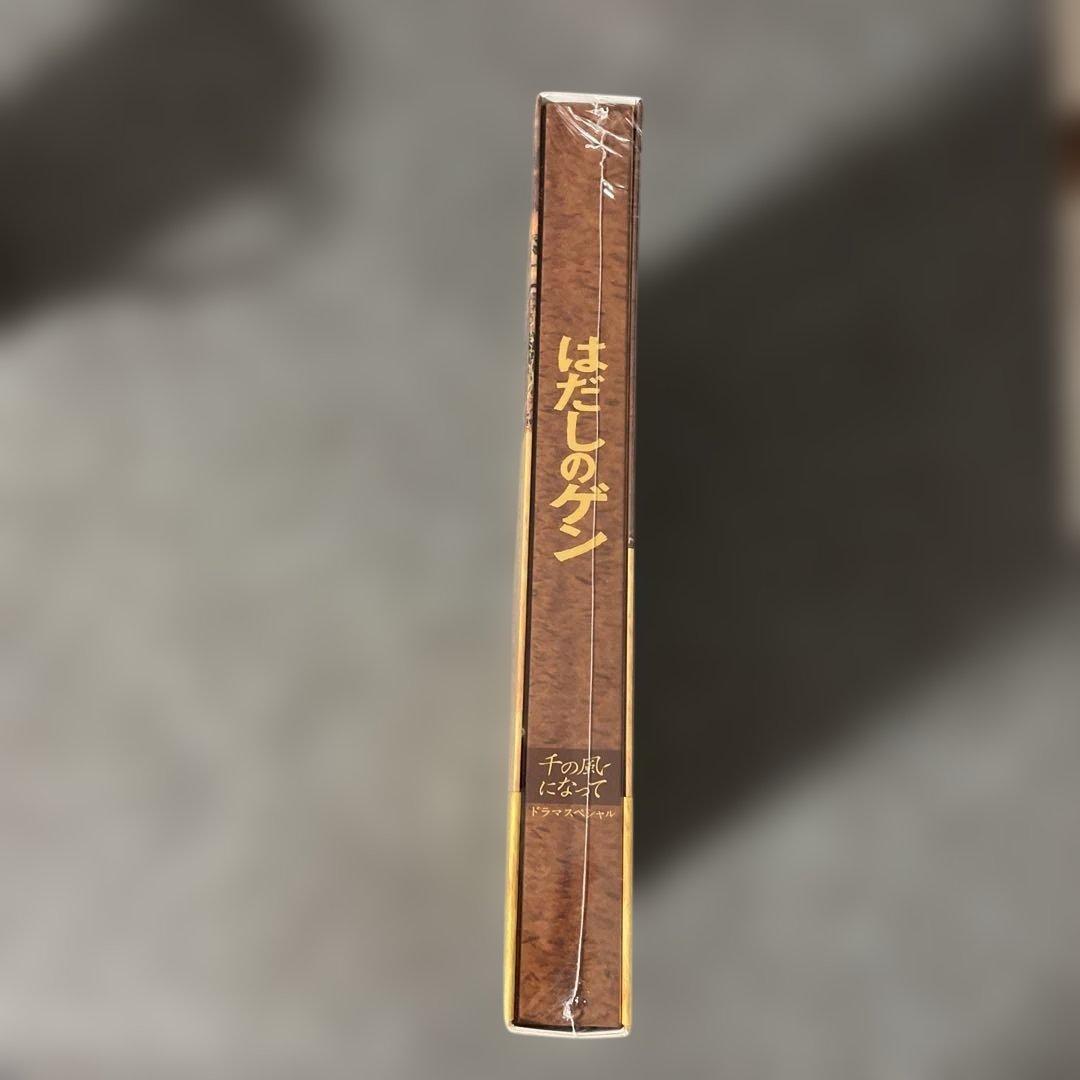 はだしのゲン
千の風
になって
ドラマスペシャル